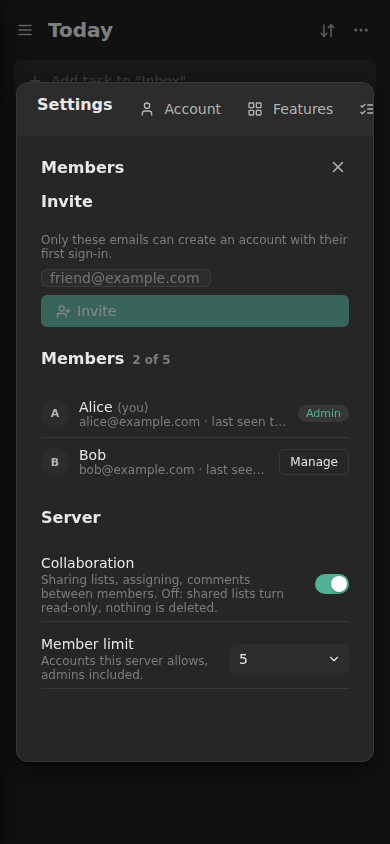 Today
Add task to "Inbox"
Settings
Account
Features
Members
Invite
Only these emails can create an account with their
first sign-in.
friend@example.com
Invite
Members 2 of 5
A
Alice (you)
alice@example.com · last seen t...
Admin
B
Bob
bob@example.com · last see...
Manage
Server
Collaboration
Sharing lists, assigning, comments
between members. Off: shared lists turn
read-only, nothing is deleted.
Member limit
Accounts this server allows,
admins included.
5